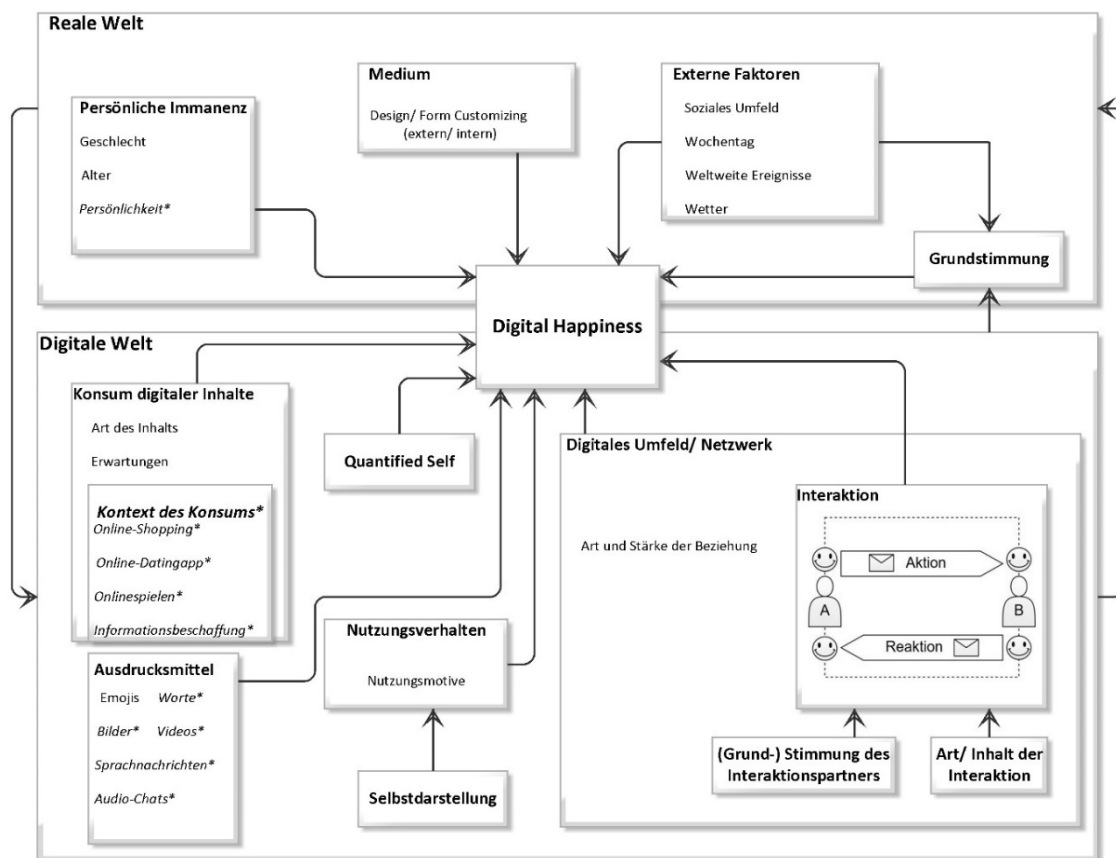 Reale Welt
Persönliche Immanenz
Geschlecht
Alter
Persönlichkeit*
Medium
Design/ Form Customizing
(extern/ intern)
Externe Faktoren
Soziales Umfeld
Wochentag
Weltweite Ereignisse
Wetter
Grundstimmung
Digital Happiness
Digitale Welt
Konsum digitaler Inhalte
Art des Inhalts
Erwartungen
Kontext des Konsums*
Online-Shopping*
Online-Datingapp*
Onlinespielen*
Informationsbeschaffung*
Ausdrucksmittel
Emojis Worte*
Bilder* Videos*
Sprachnachrichten*
Audio-Chats*
Quantified Self
Nutzungsverhalten
Nutzungsmotive
Selbstdarstellung
Digitales Umfeld/ Netzwerk
Art und Stärke der Beziehung
Interaktion
Aktion
A
B
Reaktion
(Grund-) Stimmung des
Interaktionspartners
Art/ Inhalt der
Interaktion